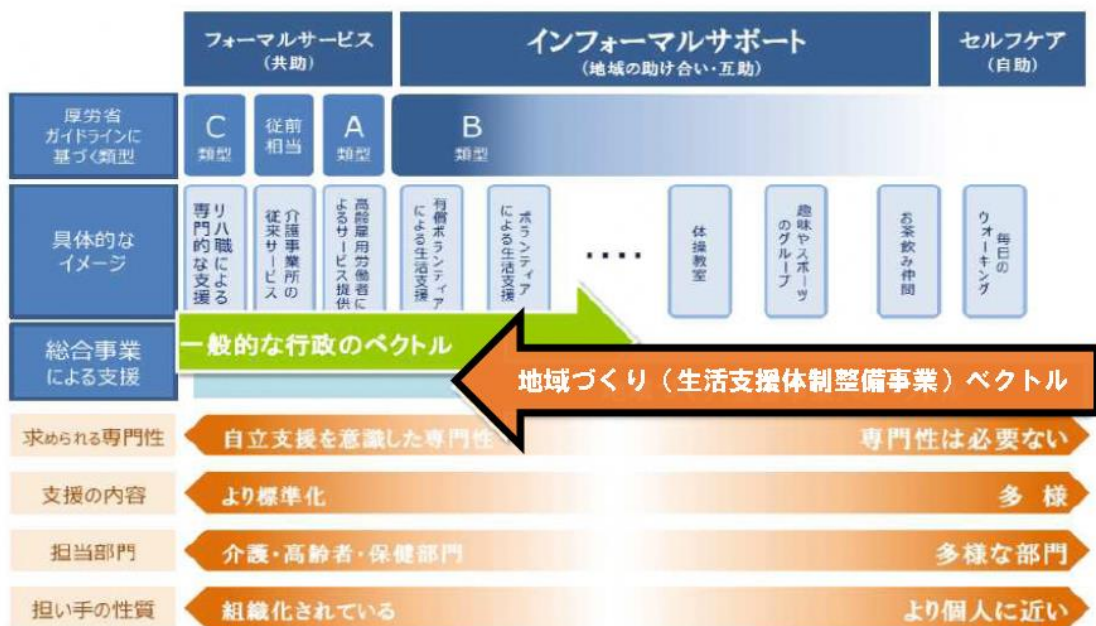 フォーマルサービス
(共助)
インフォーマルサポート
(地域の助け合い・互助)
セルフケア
(自助)
厚労省
ガイドラインに
基づく類型
C
類型
従前
相当
A
類型
B
類型
具体的な
イメージ
リハ職による
専門的な支援
介護事業所の
従来サービス
高齢雇用労働者に
よるサービス提供
有償ボランティア
による生活支援
ボランティア
による生活支援
....
体操教室
趣味やスポーツ
のグループ
お茶飲み仲間
毎日の
ウォーキング
総合事業
による支援
一般的な行政のベクトル
地域づくり(生活支援体制整備事業)ベクトル
求められる専門性
自立支援を意識した専門性
専門性は必要ない
支援の内容
より標準化
多 様
担当部門
介護・高齢者・保健部門
多様な部門
担い手の性質
組織化されている
より個人に近い